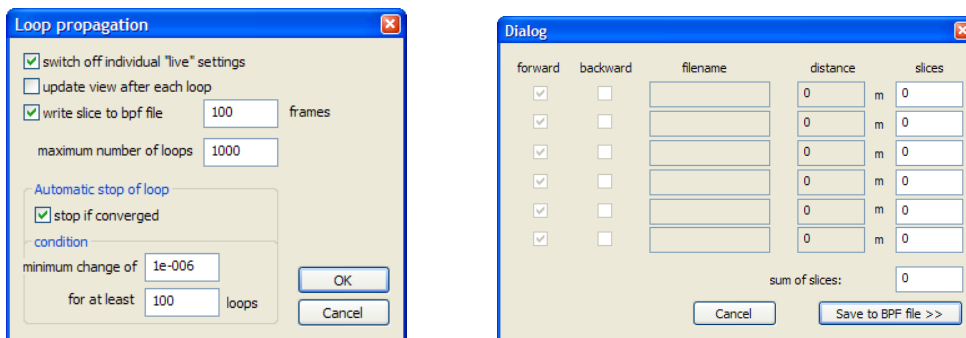 Loop propagation
switch off individual "live" settings
update view after each loop
write slice to bpf file 100 frames
maximum number of loops 1000
Automatic stop of loop
stop if converged
condition
minimum change of 1e-006
for at least 100 loops
OK
Cancel
Dialog
forward backward filename distance slices
0 m 0
0 m 0
0 m 0
0 m 0
0 m 0
0 m 0
sum of slices: 0
Cancel Save to BPF file >>